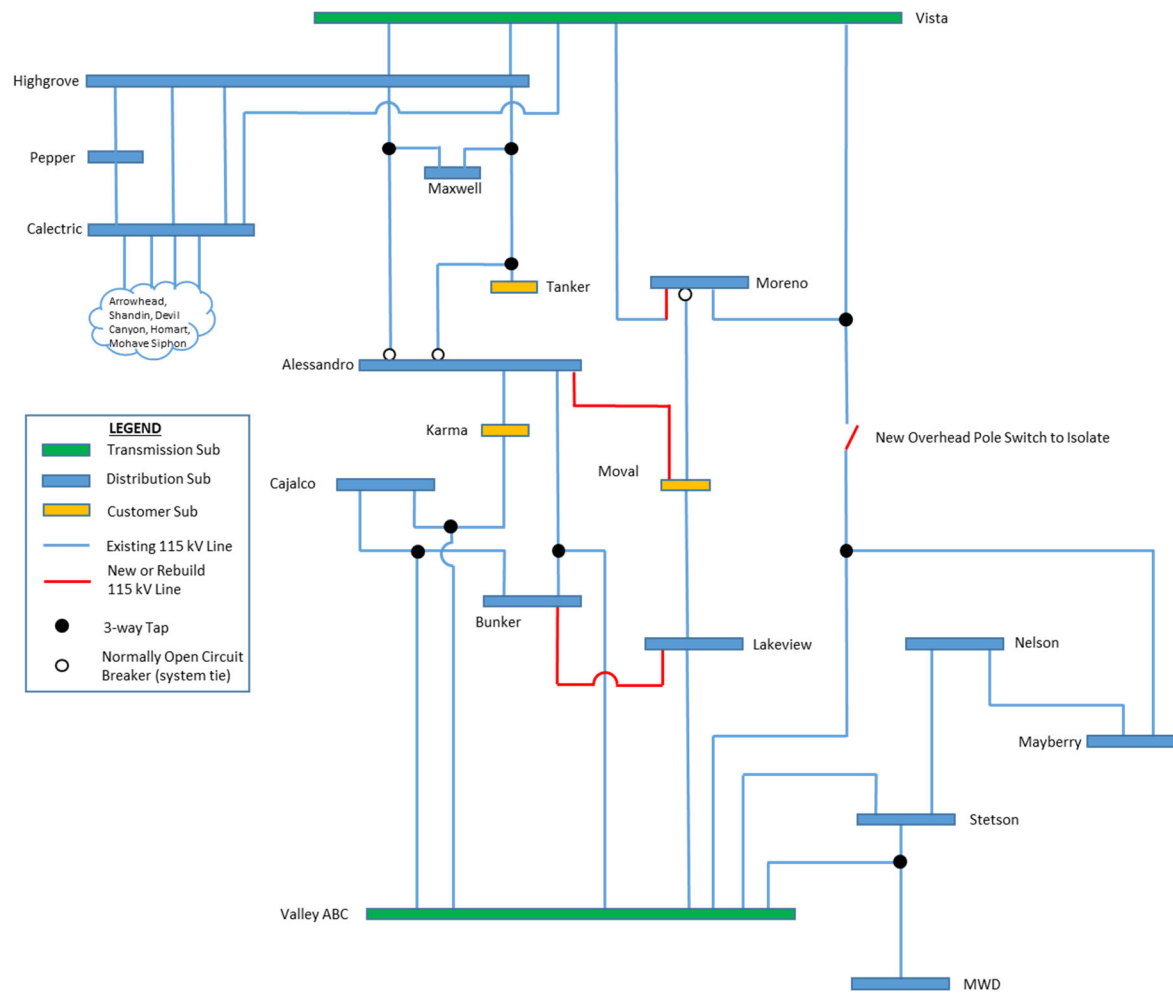 Vista
Highgrove
Pepper
Maxwell
Calectric
Tanker
Moreno
Arrowhead,
Shandin, Devil
Canyon, Homart,
Mohave Siphon
Alessandro
LEGEND
Transmission Sub
Distribution Sub
Customer Sub
Existing 115 kV Line
New or Rebuild
115 kV Line
3-way Tap
Normally Open Circuit
Breaker (system tie)
Karma
New Overhead Pole Switch to Isolate
Moval
Cajalco
Bunker
Lakeview
Nelson
Mayberry
Stetson
Valley ABC
MWD